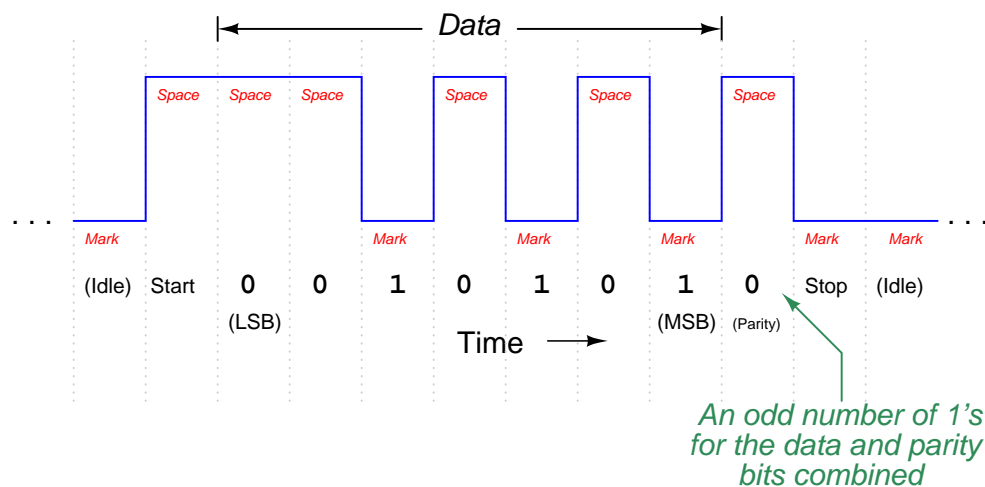 Data
Space Space Space Space Space Space
. . . . . .
Mark Mark Mark Mark Mark Mark
(Idle) Start 0 0 1 0 1 0 1 0 Stop (Idle)
(LSB) (MSB) (Parity)
Time
An odd number of 1's
for the data and parity
bits combined